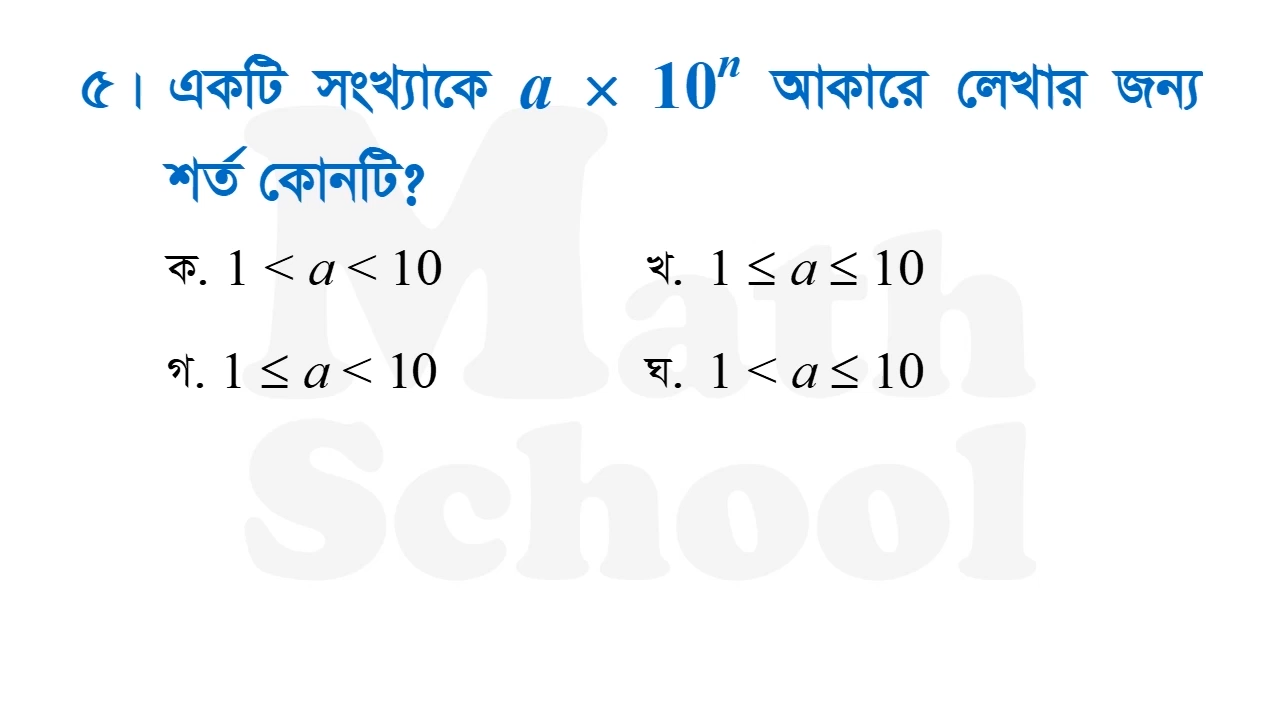 ৫। একটি সংখ্যাকে a × 10ⁿ আকারে লেখার জন্য
শর্ত কোনটি?
ক. 1 < a < 10 খ. 1 ≤ a ≤ 10
গ. 1 ≤ a < 10 ঘ. 1 < a ≤ 10
Math
School